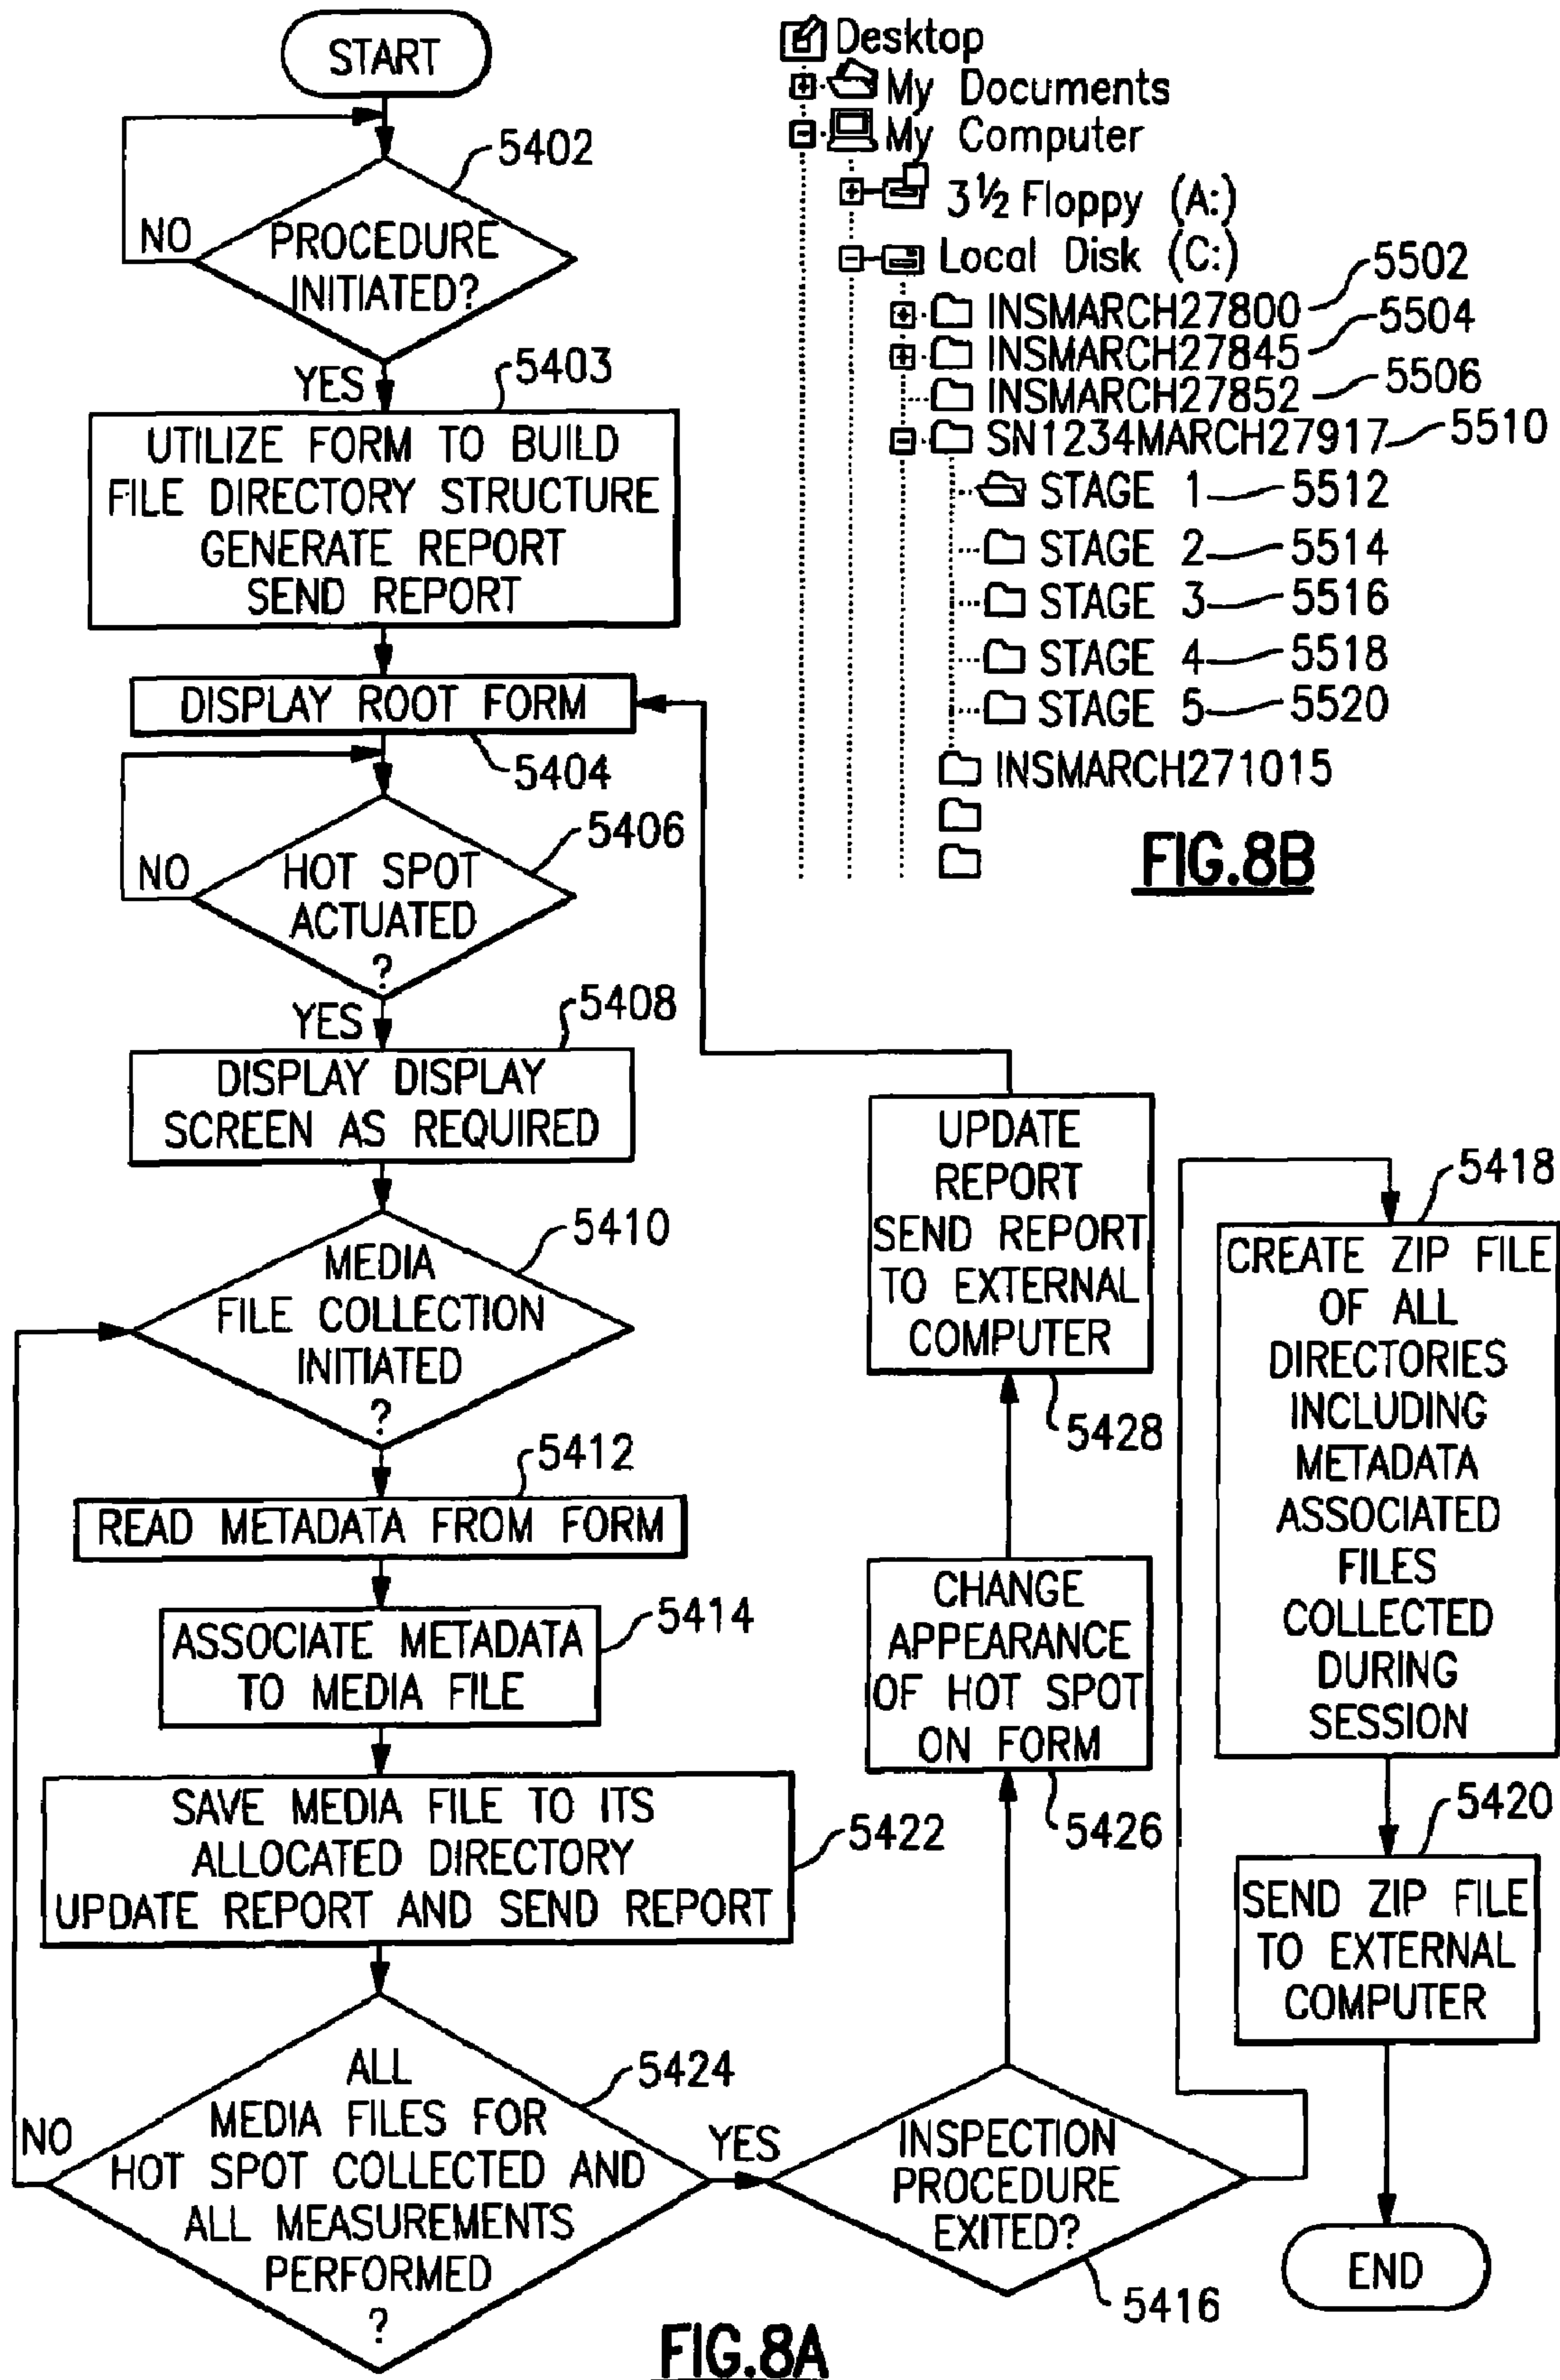 START
5402
NO
PROCEDURE
INITIATED?
YES
5403
UTILIZE FORM TO BUILD
FILE DIRECTORY STRUCTURE
GENERATE REPORT
SEND REPORT
DISPLAY ROOT FORM
5404
5406
NO
HOT SPOT
ACTUATED
?
YES
5408
DISPLAY DISPLAY
SCREEN AS REQUIRED
5410
MEDIA
FILE COLLECTION
INITIATED
?
5412
READ METADATA FROM FORM
5414
ASSOCIATE METADATA
TO MEDIA FILE
SAVE MEDIA FILE TO ITS
ALLOCATED DIRECTORY
UPDATE REPORT AND SEND REPORT
5422
5424
NO
ALL
MEDIA FILES FOR
HOT SPOT COLLECTED AND
ALL MEASUREMENTS
PERFORMED
?
YES
INSPECTION
PROCEDURE
EXITED?
5416
CHANGE
APPEARANCE
OF HOT SPOT
ON FORM
5426
UPDATE
REPORT
SEND REPORT
TO EXTERNAL
COMPUTER
5428
5418
CREATE ZIP FILE
OF ALL
DIRECTORIES
INCLUDING
METADATA
ASSOCIATED
FILES
COLLECTED
DURING
SESSION
5420
SEND ZIP FILE
TO EXTERNAL
COMPUTER
END
FIG.8A
Desktop
My Documents
My Computer
3½ Floppy (A:)
Local Disk (C:)
INSMARCH27800 5502
INSMARCH27845 5504
INSMARCH27852 5506
SN1234MARCH27917 5510
STAGE 1 5512
STAGE 2 5514
STAGE 3 5516
STAGE 4 5518
STAGE 5 5520
INSMARCH271015
FIG.8B